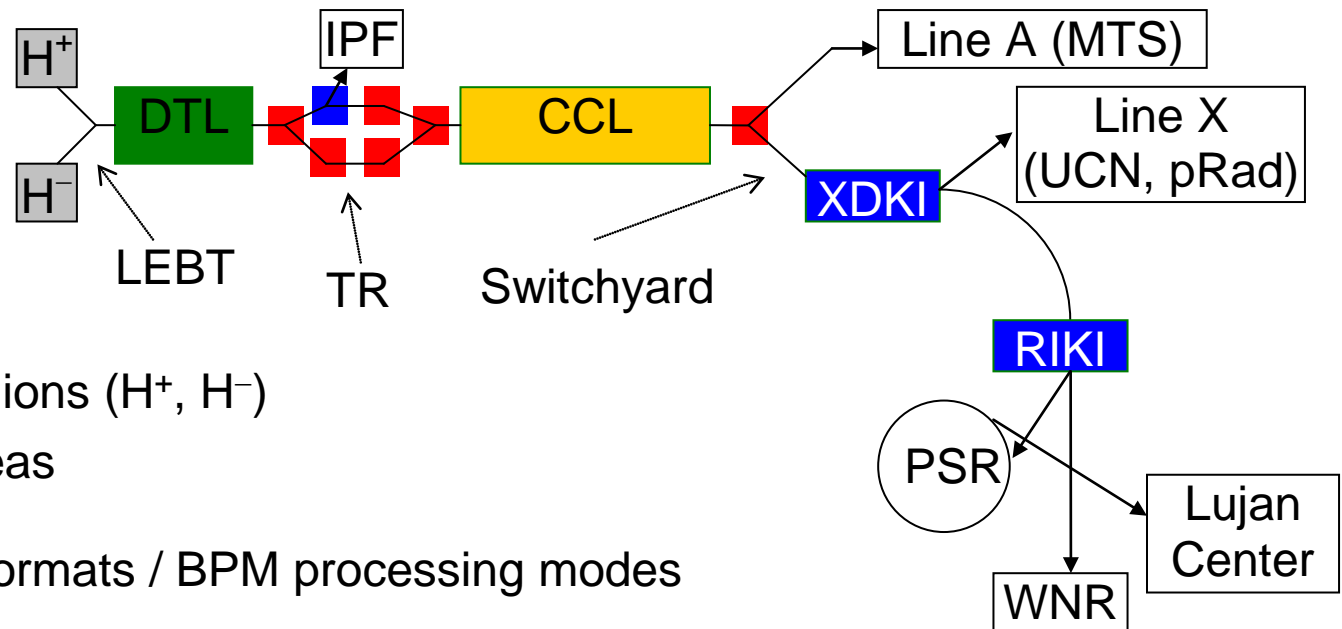 H⁺
IPF
Line A (MTS)
DTL
CCL
Line X
(UCN, pRad)
H⁻
XDKI
LEBT
TR
Switchyard
RIKI
ions (H⁺, H⁻)
eas
PSR
Lujan
Center
ormats / BPM processing modes
WNR